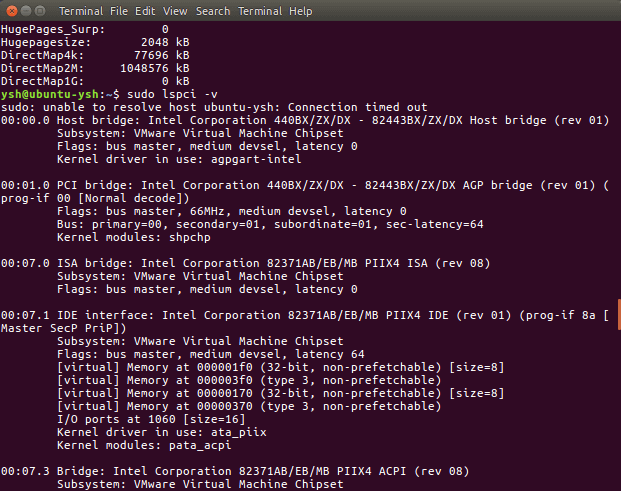 Terminal Terminal File Edit View Search Terminal Help
HugePages_Surp: 0
Hugepagesize: 2048 kB
DirectMap4k: 77696 kB
DirectMap2M: 1048576 kB
DirectMap1G: 0 kB
ysh@ubuntu-ysh:~$ sudo lspci -v
sudo: unable to resolve host ubuntu-ysh: Connection timed out
00:00.0 Host bridge: Intel Corporation 440BX/ZX/DX - 82443BX/ZX/DX Host bridge (rev 01)
Subsystem: VMware Virtual Machine Chipset
Flags: bus master, medium devsel, latency 0
Kernel driver in use: agpgart-intel
00:01.0 PCI bridge: Intel Corporation 440BX/ZX/DX - 82443BX/ZX/DX AGP bridge (rev 01) (
prog-if 00 [Normal decode])
Flags: bus master, 66MHz, medium devsel, latency 0
Bus: primary=00, secondary=01, subordinate=01, sec-latency=64
Kernel modules: shpchp
00:07.0 ISA bridge: Intel Corporation 82371AB/EB/MB PIIX4 ISA (rev 08)
Subsystem: VMware Virtual Machine Chipset
Flags: bus master, medium devsel, latency 0
00:07.1 IDE interface: Intel Corporation 82371AB/EB/MB PIIX4 IDE (rev 01) (prog-if 8a [
Master SecP PriP])
Subsystem: VMware Virtual Machine Chipset
Flags: bus master, medium devsel, latency 64
[virtual] Memory at 000001f0 (32-bit, non-prefetchable) [size=8]
[virtual] Memory at 000003f0 (type 3, non-prefetchable)
[virtual] Memory at 00000170 (32-bit, non-prefetchable) [size=8]
[virtual] Memory at 00000370 (type 3, non-prefetchable)
I/O ports at 1060 [size=16]
Kernel driver in use: ata_piix
Kernel modules: pata_acpi
00:07.3 Bridge: Intel Corporation 82371AB/EB/MB PIIX4 ACPI (rev 08)
Subsystem: VMware Virtual Machine Chipset